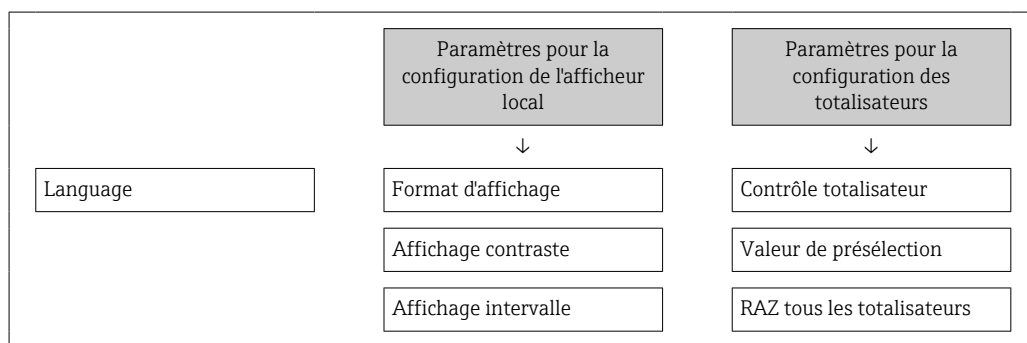 Paramètres pour la
configuration de l'afficheur
local
Paramètres pour la
configuration des
totalisateurs
↓
↓
Language
Format d'affichage
Contrôle totalisateur
Affichage contraste
Valeur de présélection
Affichage intervalle
RAZ tous les totalisateurs